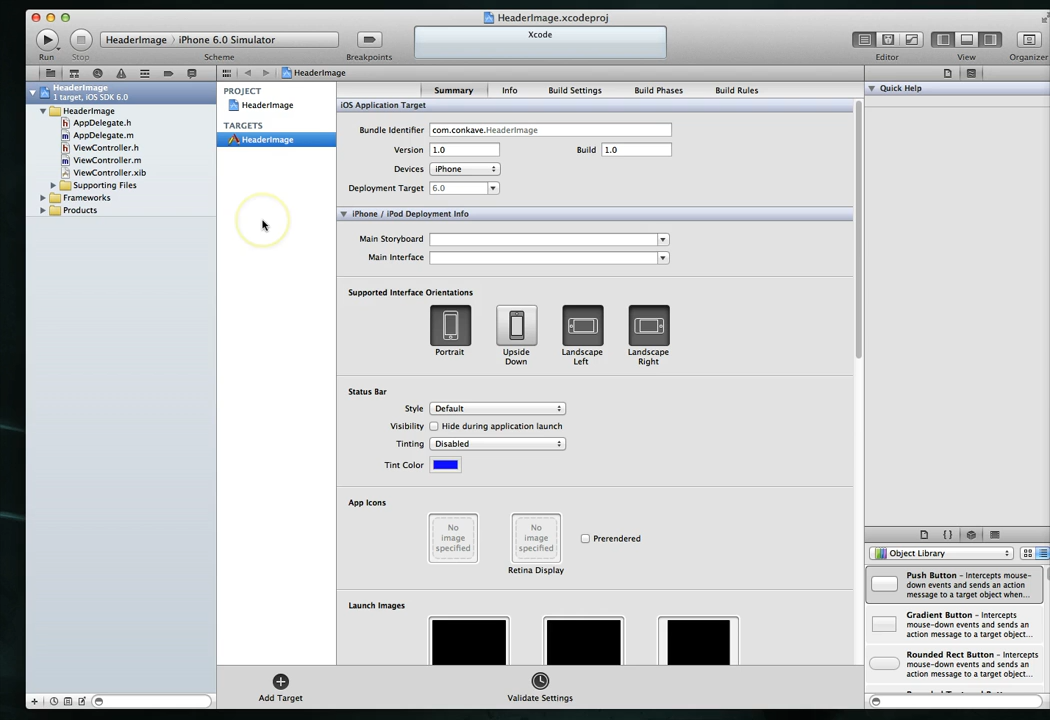 HeaderImage.xcodeproj
HeaderImage iPhone 6.0 Simulator
Xcode
Run
Stop
Scheme
Breakpoints
Editor
View
Organizer
HeaderImage
HeaderImage
1 target, iOS SDK 6.0
HeaderImage
AppDelegate.h
AppDelegate.m
ViewController.h
ViewController.m
ViewController.xib
Supporting Files
Frameworks
Products
PROJECT
HeaderImage
TARGETS
HeaderImage
Summary
Info
Build Settings
Build Phases
Build Rules
iOS Application Target
Bundle Identifier com.conkave.HeaderImage
Version 1.0 Build 1.0
Devices iPhone
Deployment Target 6.0
iPhone / iPod Deployment Info
Main Storyboard
Main Interface
Supported Interface Orientations
Portrait
Upside
Down
Landscape
Left
Landscape
Right
Status Bar
Style Default
Visibility Hide during application launch
Tinting Disabled
Tint Color
App Icons
No
image
specified
No
image
specified
Prerendered
Retina Display
Launch Images
Add Target
Validate Settings
Quick Help
Object Library
Push Button – Intercepts mouse-
down events and sends an action
message to a target object when...
Gradient Button – Intercepts
mouse-down events and sends an
action message to a target object...
Rounded Rect Button – Intercepts
mouse-down events and sends an
action message to a target object...